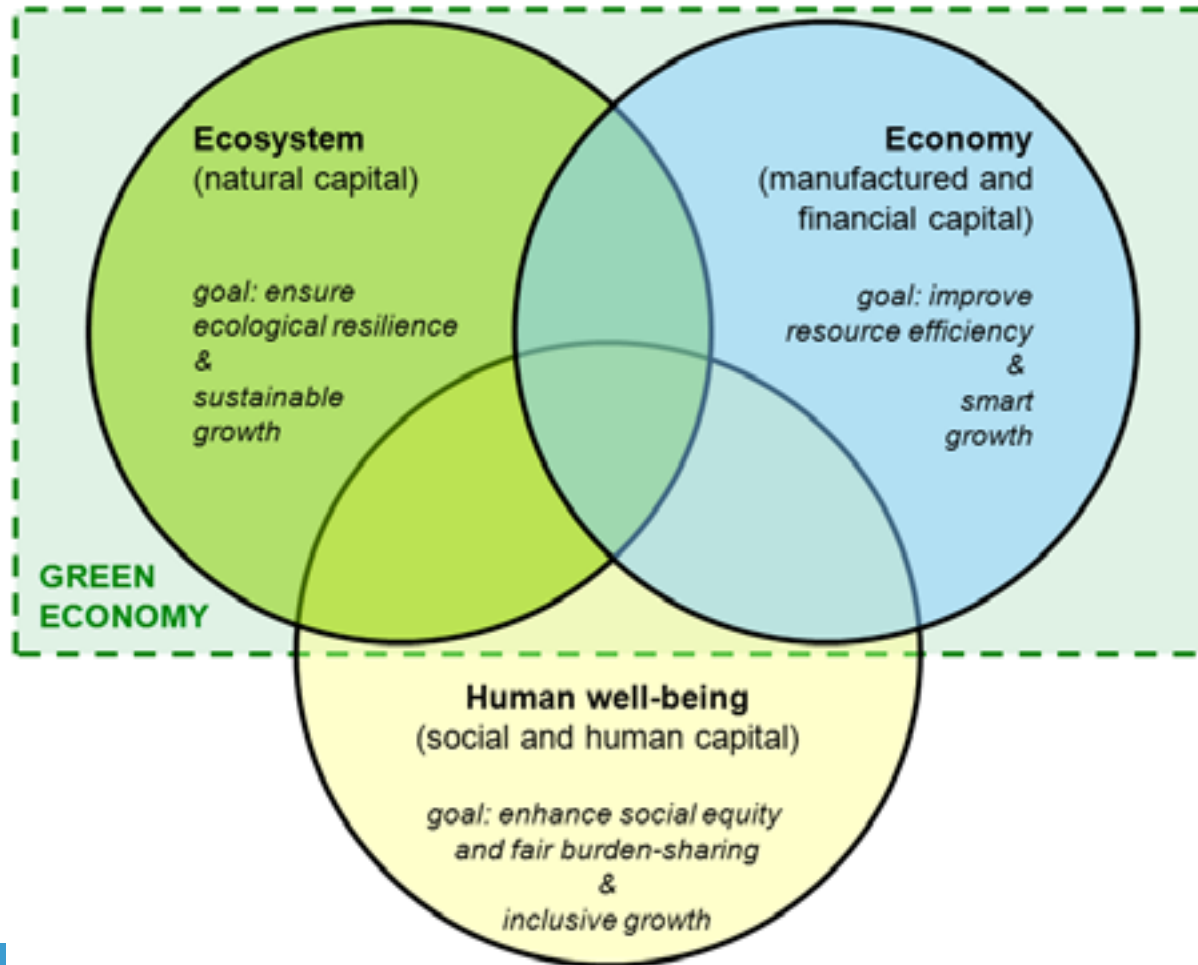 Ecosystem
(natural capital)
goal: ensure
ecological resilience
&
sustainable
growth
Economy
(manufactured and
financial capital)
goal: improve
resource efficiency
&
smart
growth
GREEN
ECONOMY
Human well-being
(social and human capital)
goal: enhance social equity
and fair burden-sharing
&
inclusive growth